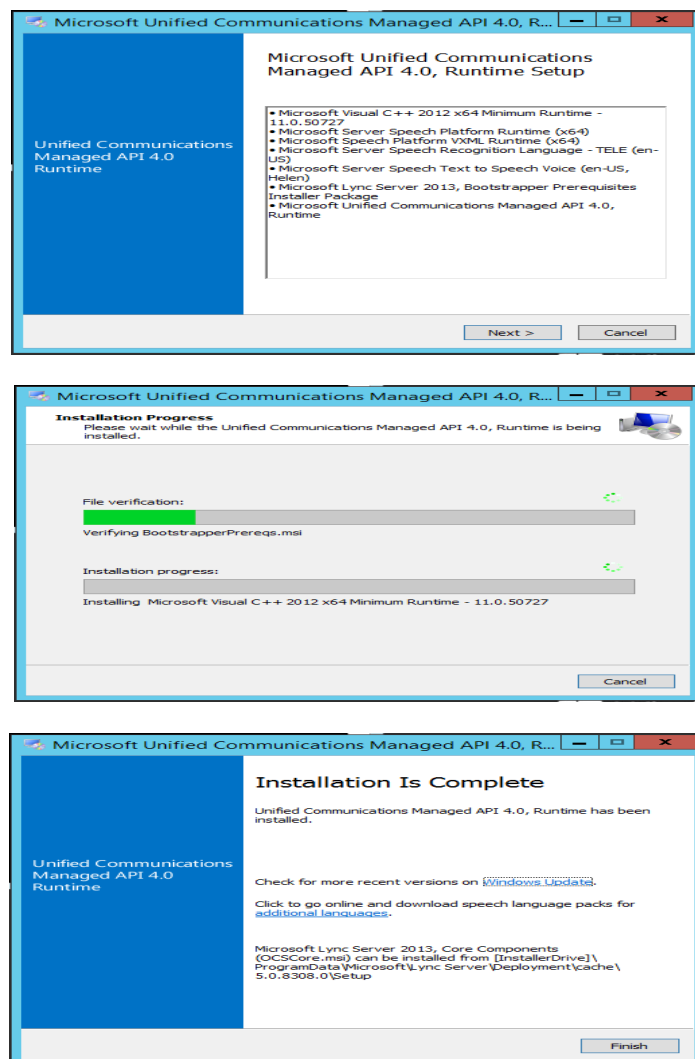 Microsoft Unified Communications Managed API 4.0, R...
Microsoft Unified Communications
Managed API 4.0, Runtime Setup
• Microsoft Visual C++ 2012 x64 Minimum Runtime -
11.0.50727
• Microsoft Server Speech Platform Runtime (x64)
• Microsoft Speech Platform VXML Runtime (x64)
• Microsoft Server Speech Recognition Language - TELE (en-
US)
• Microsoft Server Speech Text to Speech Voice (en-US,
Helen)
• Microsoft Lync Server 2013, Bootstrapper Prerequisites
Installer Package
• Microsoft Unified Communications Managed API 4.0,
Runtime
Unified Communications
Managed API 4.0
Runtime
Next >
Cancel
Microsoft Unified Communications Managed API 4.0, R...
Installation Progress
Please wait while the Unified Communications Managed API 4.0, Runtime is being
installed.
File verification:
Verifying BootstrapperPrereqs.msi
Installation progress:
Installing Microsoft Visual C++ 2012 x64 Minimum Runtime - 11.0.50727
Cancel
Microsoft Unified Communications Managed API 4.0, R...
Installation Is Complete
Unified Communications Managed API 4.0, Runtime has been
installed.
Unified Communications
Managed API 4.0
Runtime
Check for more recent versions on Windows Update.
Click to go online and download speech language packs for
additional languages.
Microsoft Lync Server 2013, Core Components
(OCSCore.msi) can be installed from [InstallerDrive]\
ProgramData\Microsoft\Lync Server\Deployment\cache\
5.0.8308.0\Setup
Finish